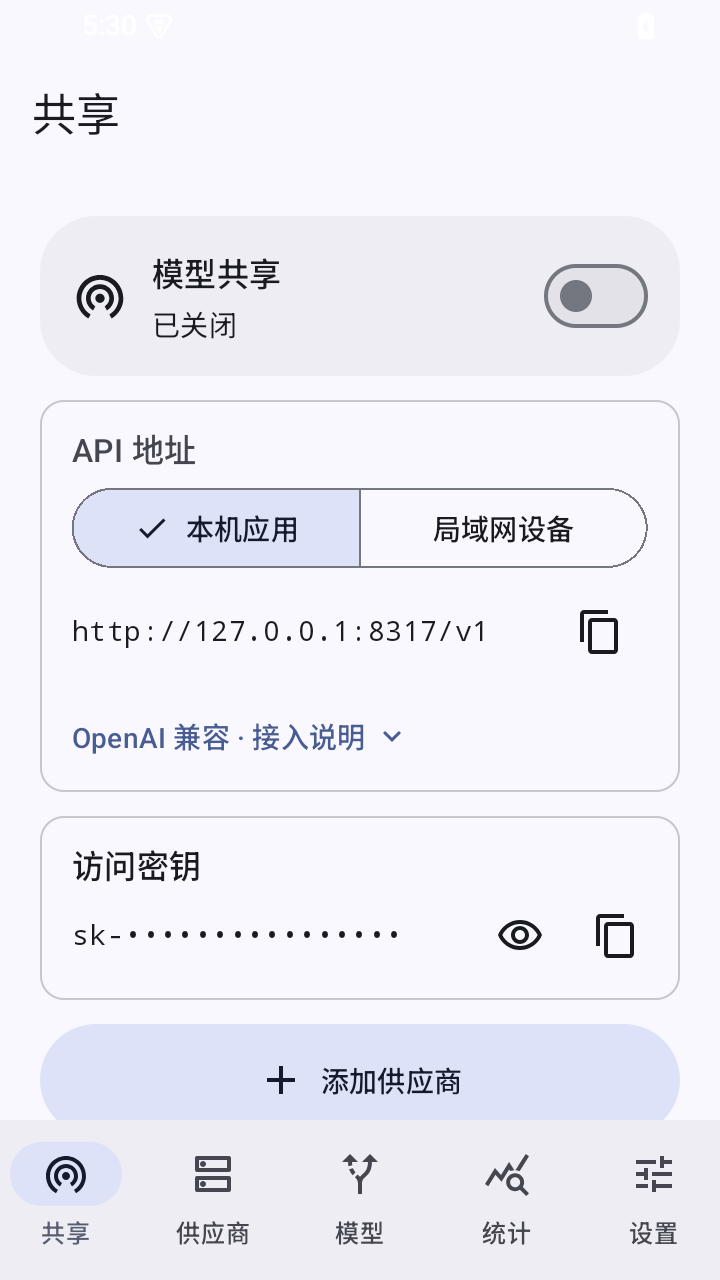 5:30
共享
模型共享
已关闭
API 地址
本机应用
局域网设备
http://127.0.0.1:8317/v1
OpenAI 兼容 · 接入说明
访问密钥
sk-••••••••••••••••
添加供应商
共享
供应商
模型
统计
设置